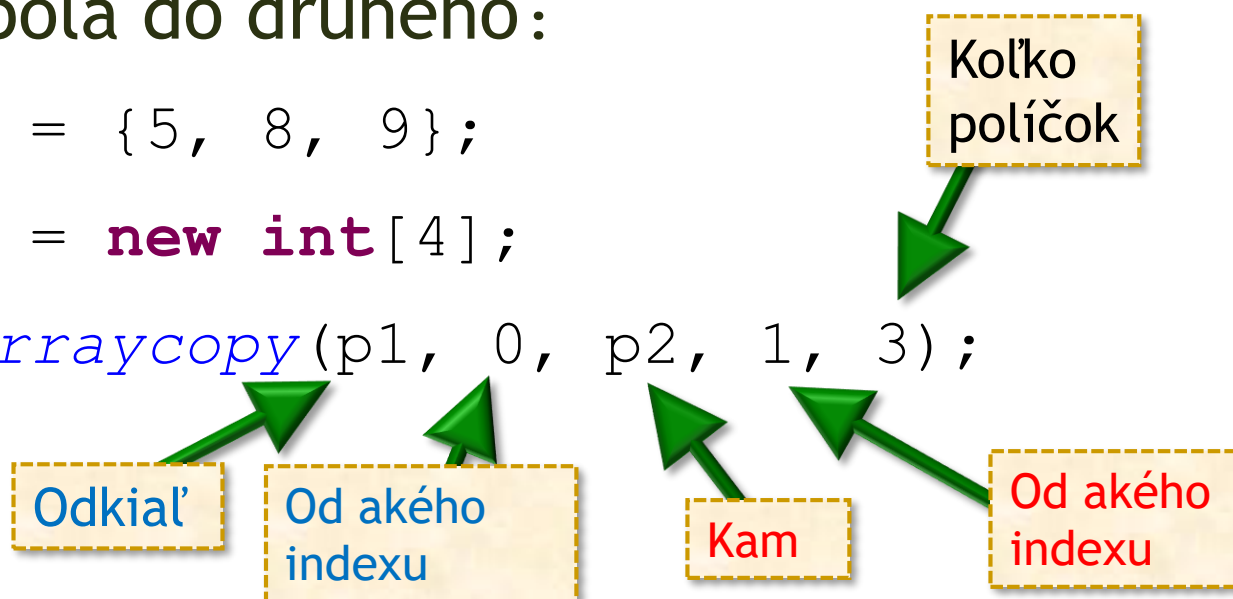 pola do druhého:
Koľko
políčok
= {5, 8, 9};
= new int[4];
rraycopy(p1, 0, p2, 1, 3);
Odkiaľ
Od akého
indexu
Kam
Od akého
indexu